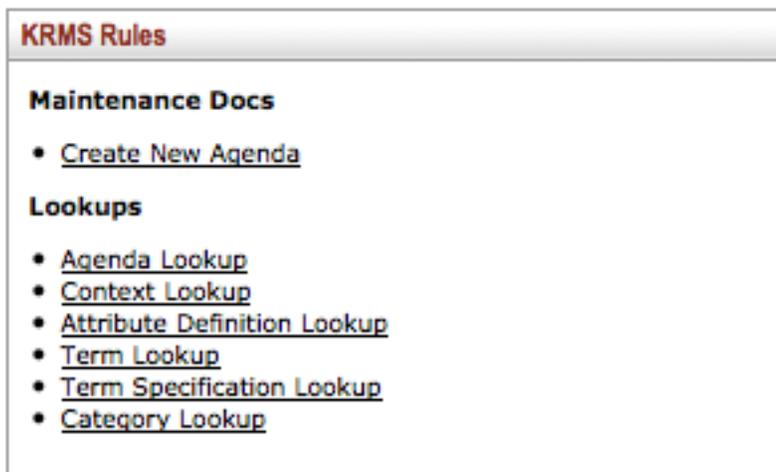 KRMS Rules
Maintenance Docs
• Create New Agenda
Lookups
• Agenda Lookup
• Context Lookup
• Attribute Definition Lookup
• Term Lookup
• Term Specification Lookup
• Category Lookup